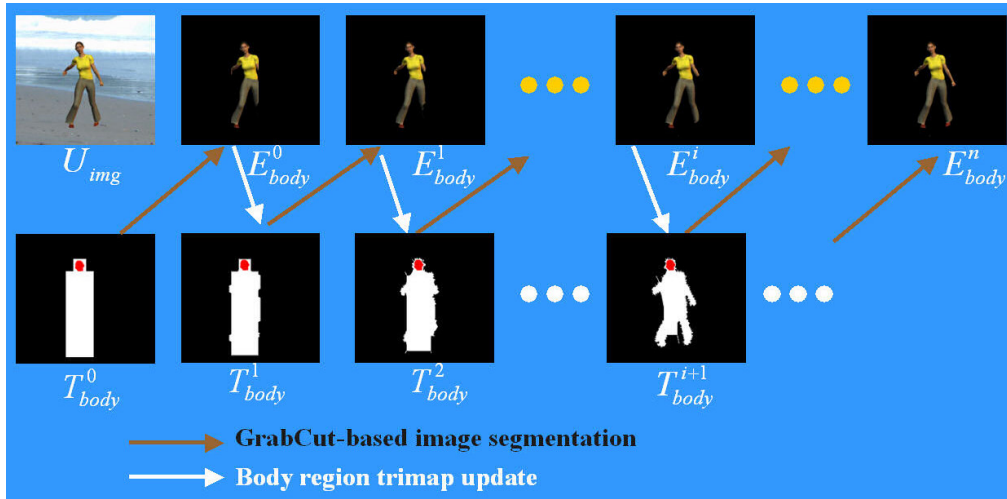 U_img
E^0_body
E^1_body
E^i_body
E^n_body
T^0_body
T^1_body
T^2_body
T^{i+1}_body
GrabCut-based image segmentation
Body region trimap update